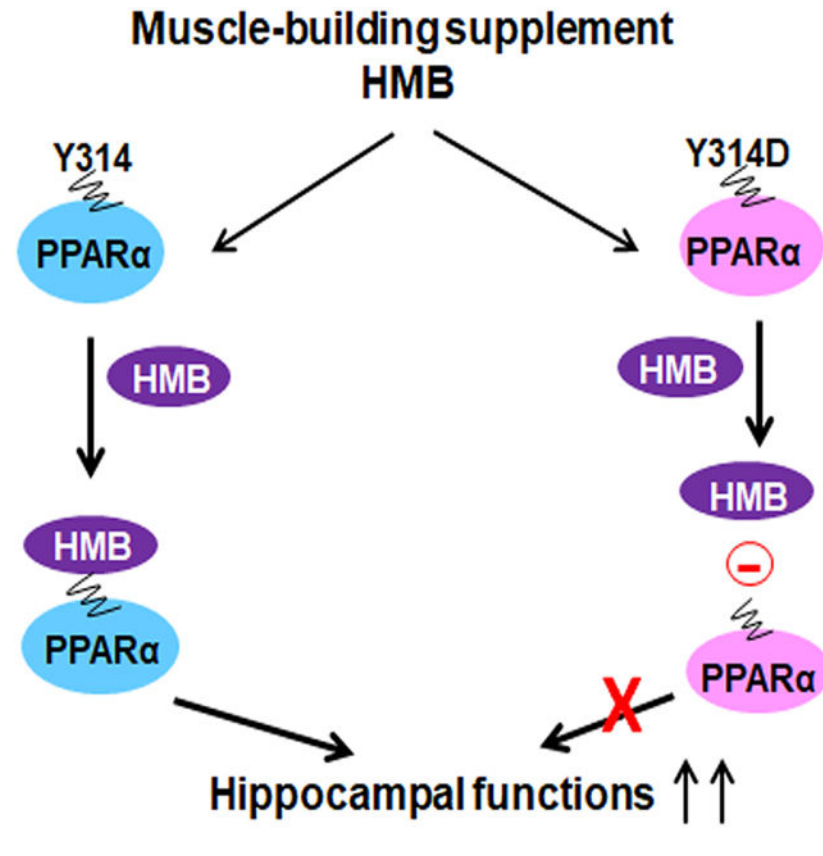 Muscle-building supplement
HMB
Y314
Y314D
PPARα
PPARα
HMB
HMB
HMB
HMB
-
PPARα
PPARα
X
Hippocampal functions ↑↑